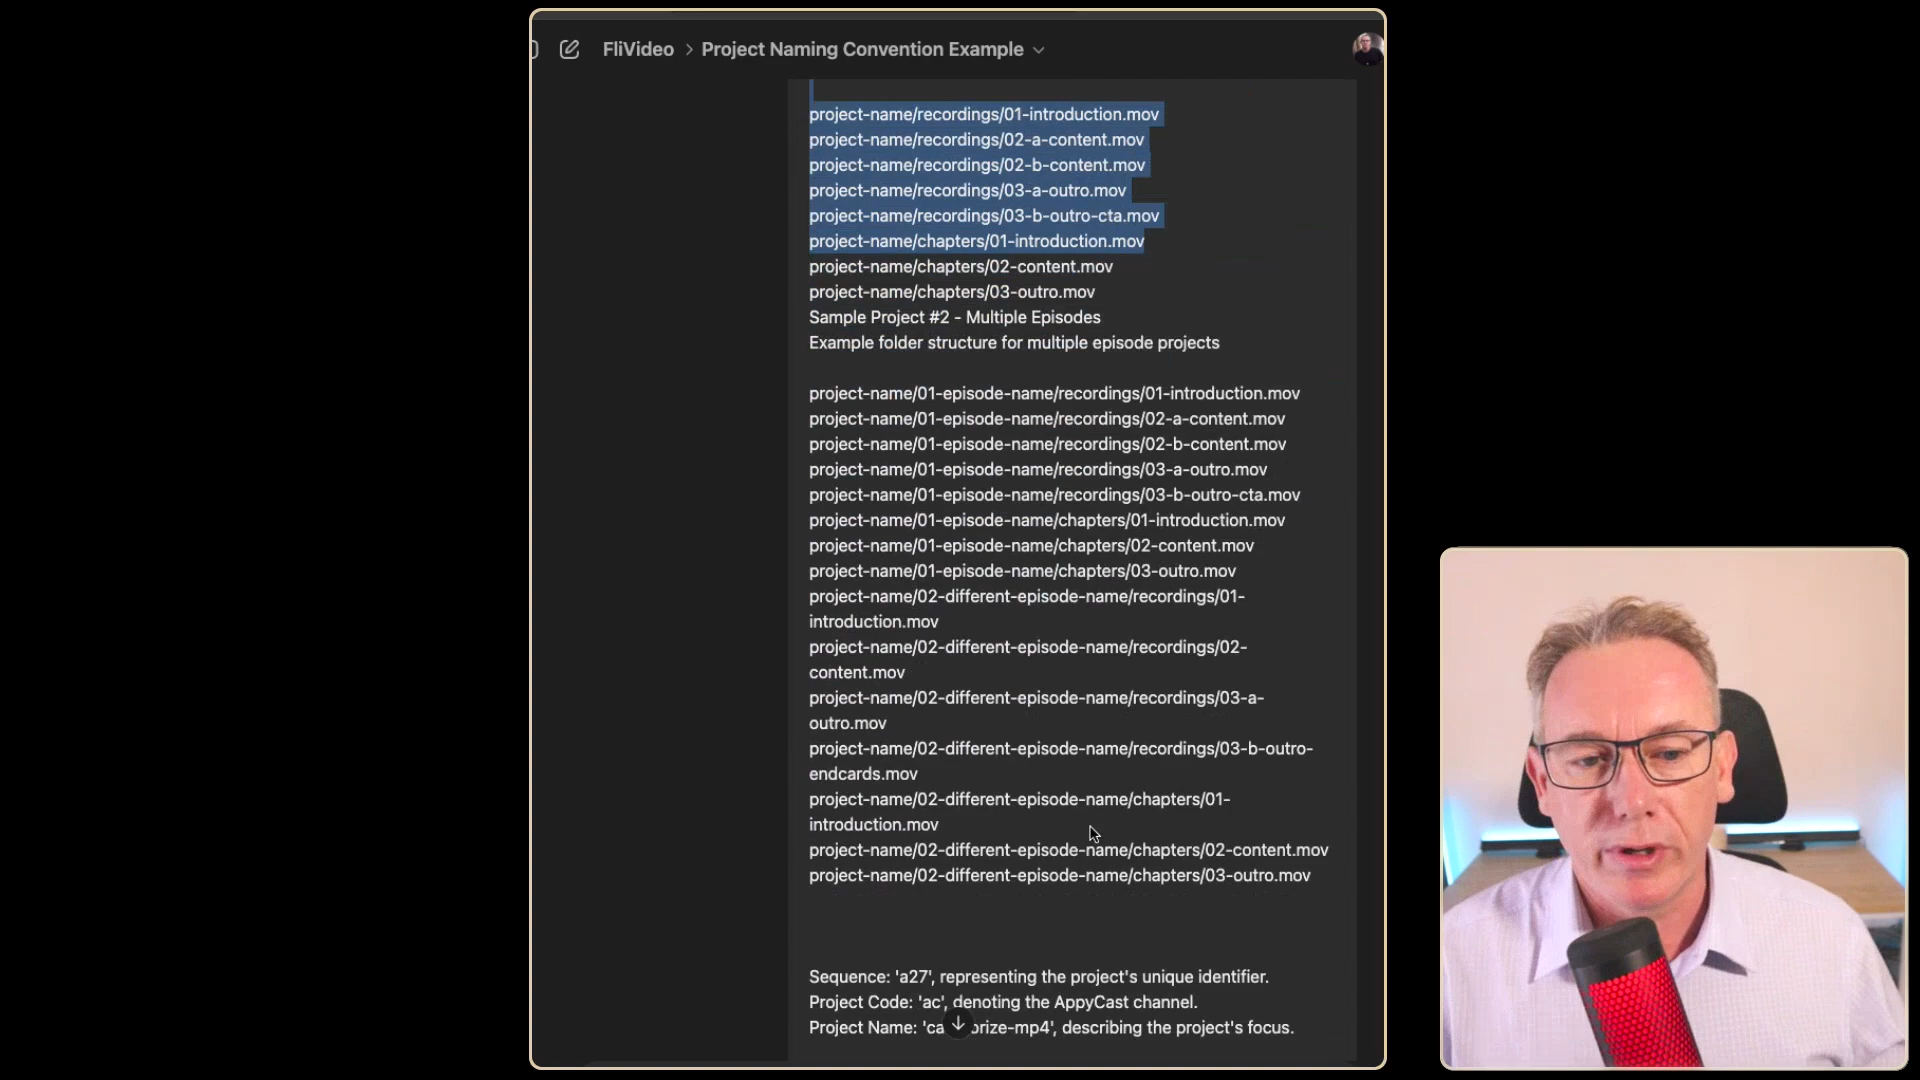 FliVideo > Project Naming Convention Example
project-name/recordings/01-introduction.mov
project-name/recordings/02-a-content.mov
project-name/recordings/02-b-content.mov
project-name/recordings/03-a-outro.mov
project-name/recordings/03-b-outro-cta.mov
project-name/chapters/01-introduction.mov
project-name/chapters/02-content.mov
project-name/chapters/03-outro.mov
Sample Project #2 - Multiple Episodes
Example folder structure for multiple episode projects
project-name/01-episode-name/recordings/01-introduction.mov
project-name/01-episode-name/recordings/02-a-content.mov
project-name/01-episode-name/recordings/02-b-content.mov
project-name/01-episode-name/recordings/03-a-outro.mov
project-name/01-episode-name/recordings/03-b-outro-cta.mov
project-name/01-episode-name/chapters/01-introduction.mov
project-name/01-episode-name/chapters/02-content.mov
project-name/01-episode-name/chapters/03-outro.mov
project-name/02-different-episode-name/recordings/01-
introduction.mov
project-name/02-different-episode-name/recordings/02-
content.mov
project-name/02-different-episode-name/recordings/03-a-
outro.mov
project-name/02-different-episode-name/recordings/03-b-outro-
endcards.mov
project-name/02-different-episode-name/chapters/01-
introduction.mov
project-name/02-different-episode-name/chapters/02-content.mov
project-name/02-different-episode-name/chapters/03-outro.mov
Sequence: 'a27', representing the project's unique identifier.
Project Code: 'ac', denoting the AppyCast channel.
Project Name: describing the project's focus.